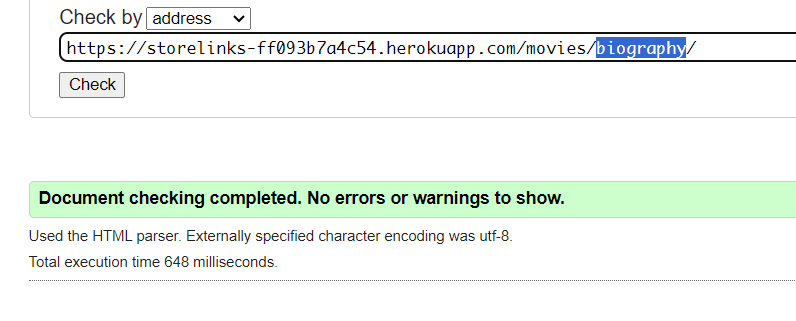 Check by address
https://storelinks-ff093b7a4c54.herokuapp.com/movies/biography/
Check
Document checking completed. No errors or warnings to show.
Used the HTML parser. Externally specified character encoding was utf-8.
Total execution time 648 milliseconds.